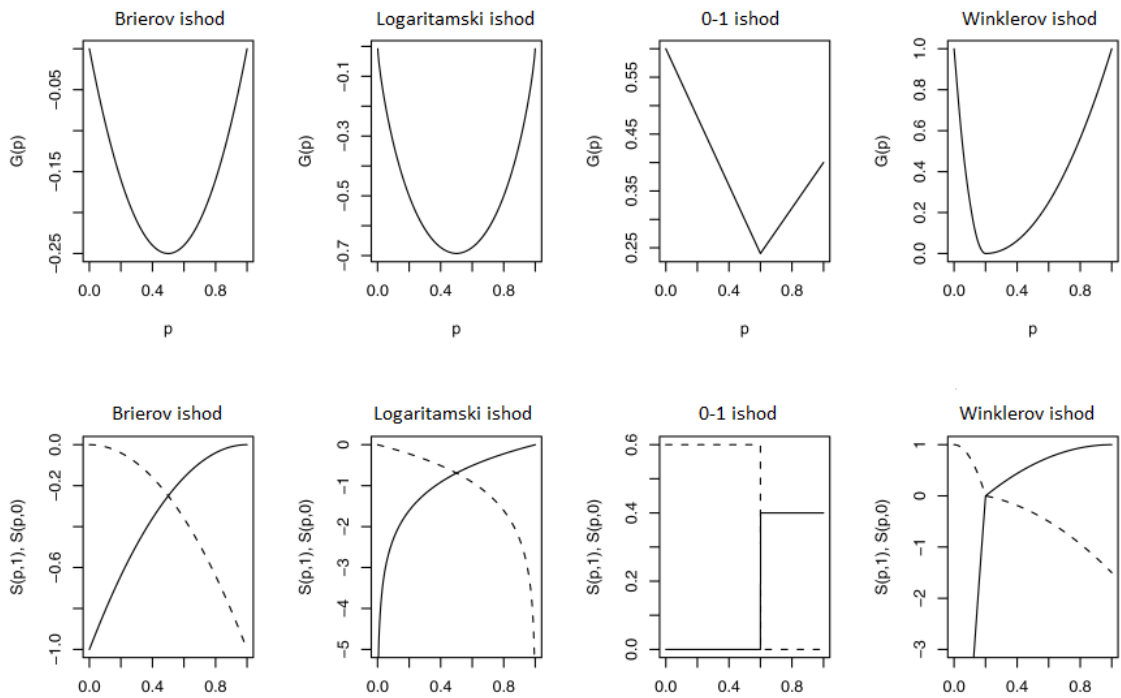 Brierov ishod
G(p)
-0.05
-0.15
-0.25
0.0 0.4 0.8
p
Logaritamski ishod
G(p)
-0.1
-0.3
-0.5
-0.7
0.0 0.4 0.8
p
0-1 ishod
G(p)
0.55
0.45
0.35
0.25
0.0 0.4 0.8
p
Winklerov ishod
G(p)
1.0
0.8
0.6
0.4
0.2
0.0
0.0 0.4 0.8
p
Brierov ishod
S(p,1), S(p,0)
0.0
-0.2
-0.6
-1.0
0.0 0.4 0.8
Logaritamski ishod
S(p,1), S(p,0)
0
-1
-2
-3
-4
-5
0.0 0.4 0.8
0-1 ishod
S(p,1), S(p,0)
0.6
0.4
0.2
0.0
0.0 0.4 0.8
Winklerov ishod
S(p,1), S(p,0)
1
0
-1
-2
-3
0.0 0.4 0.8